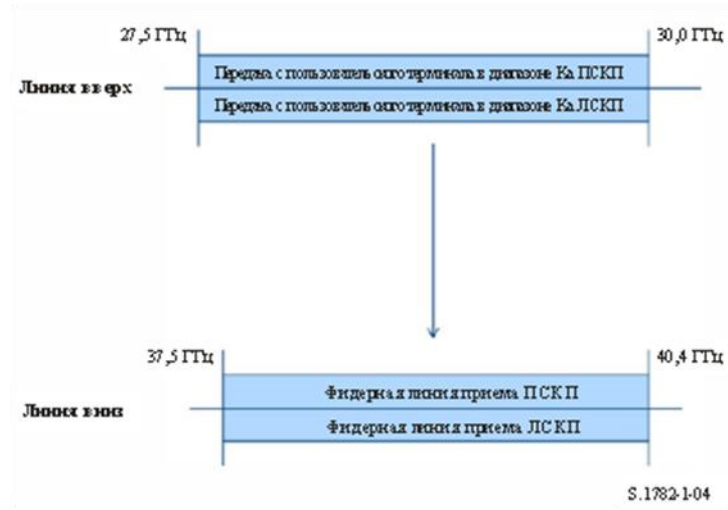 27,5 ГГц
30,0 ГГц
Линия вверх
Передача с пользовательского терминала в диапазоне Ka ПСКП
Передача с пользовательского терминала в диапазоне Ka ЛСКП
37,5 ГГц
40,4 ГГц
Линия вниз
Фидерная линия приема ПСКП
Фидерная линия приема ЛСКП
S.1782-1-04